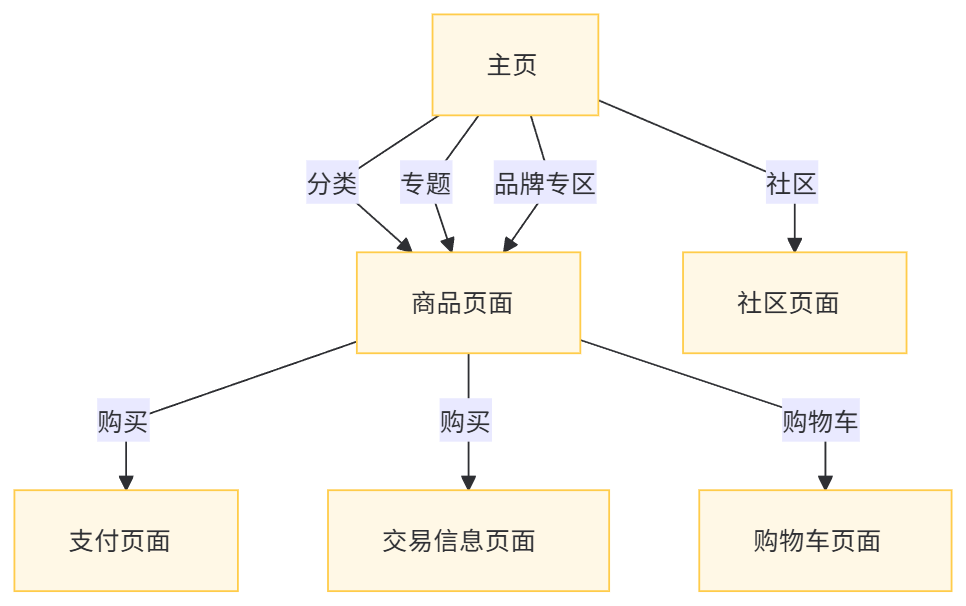 主页
分类
专题
品牌专区
社区
商品页面
社区页面
购买
购买
购物车
支付页面
交易信息页面
购物车页面